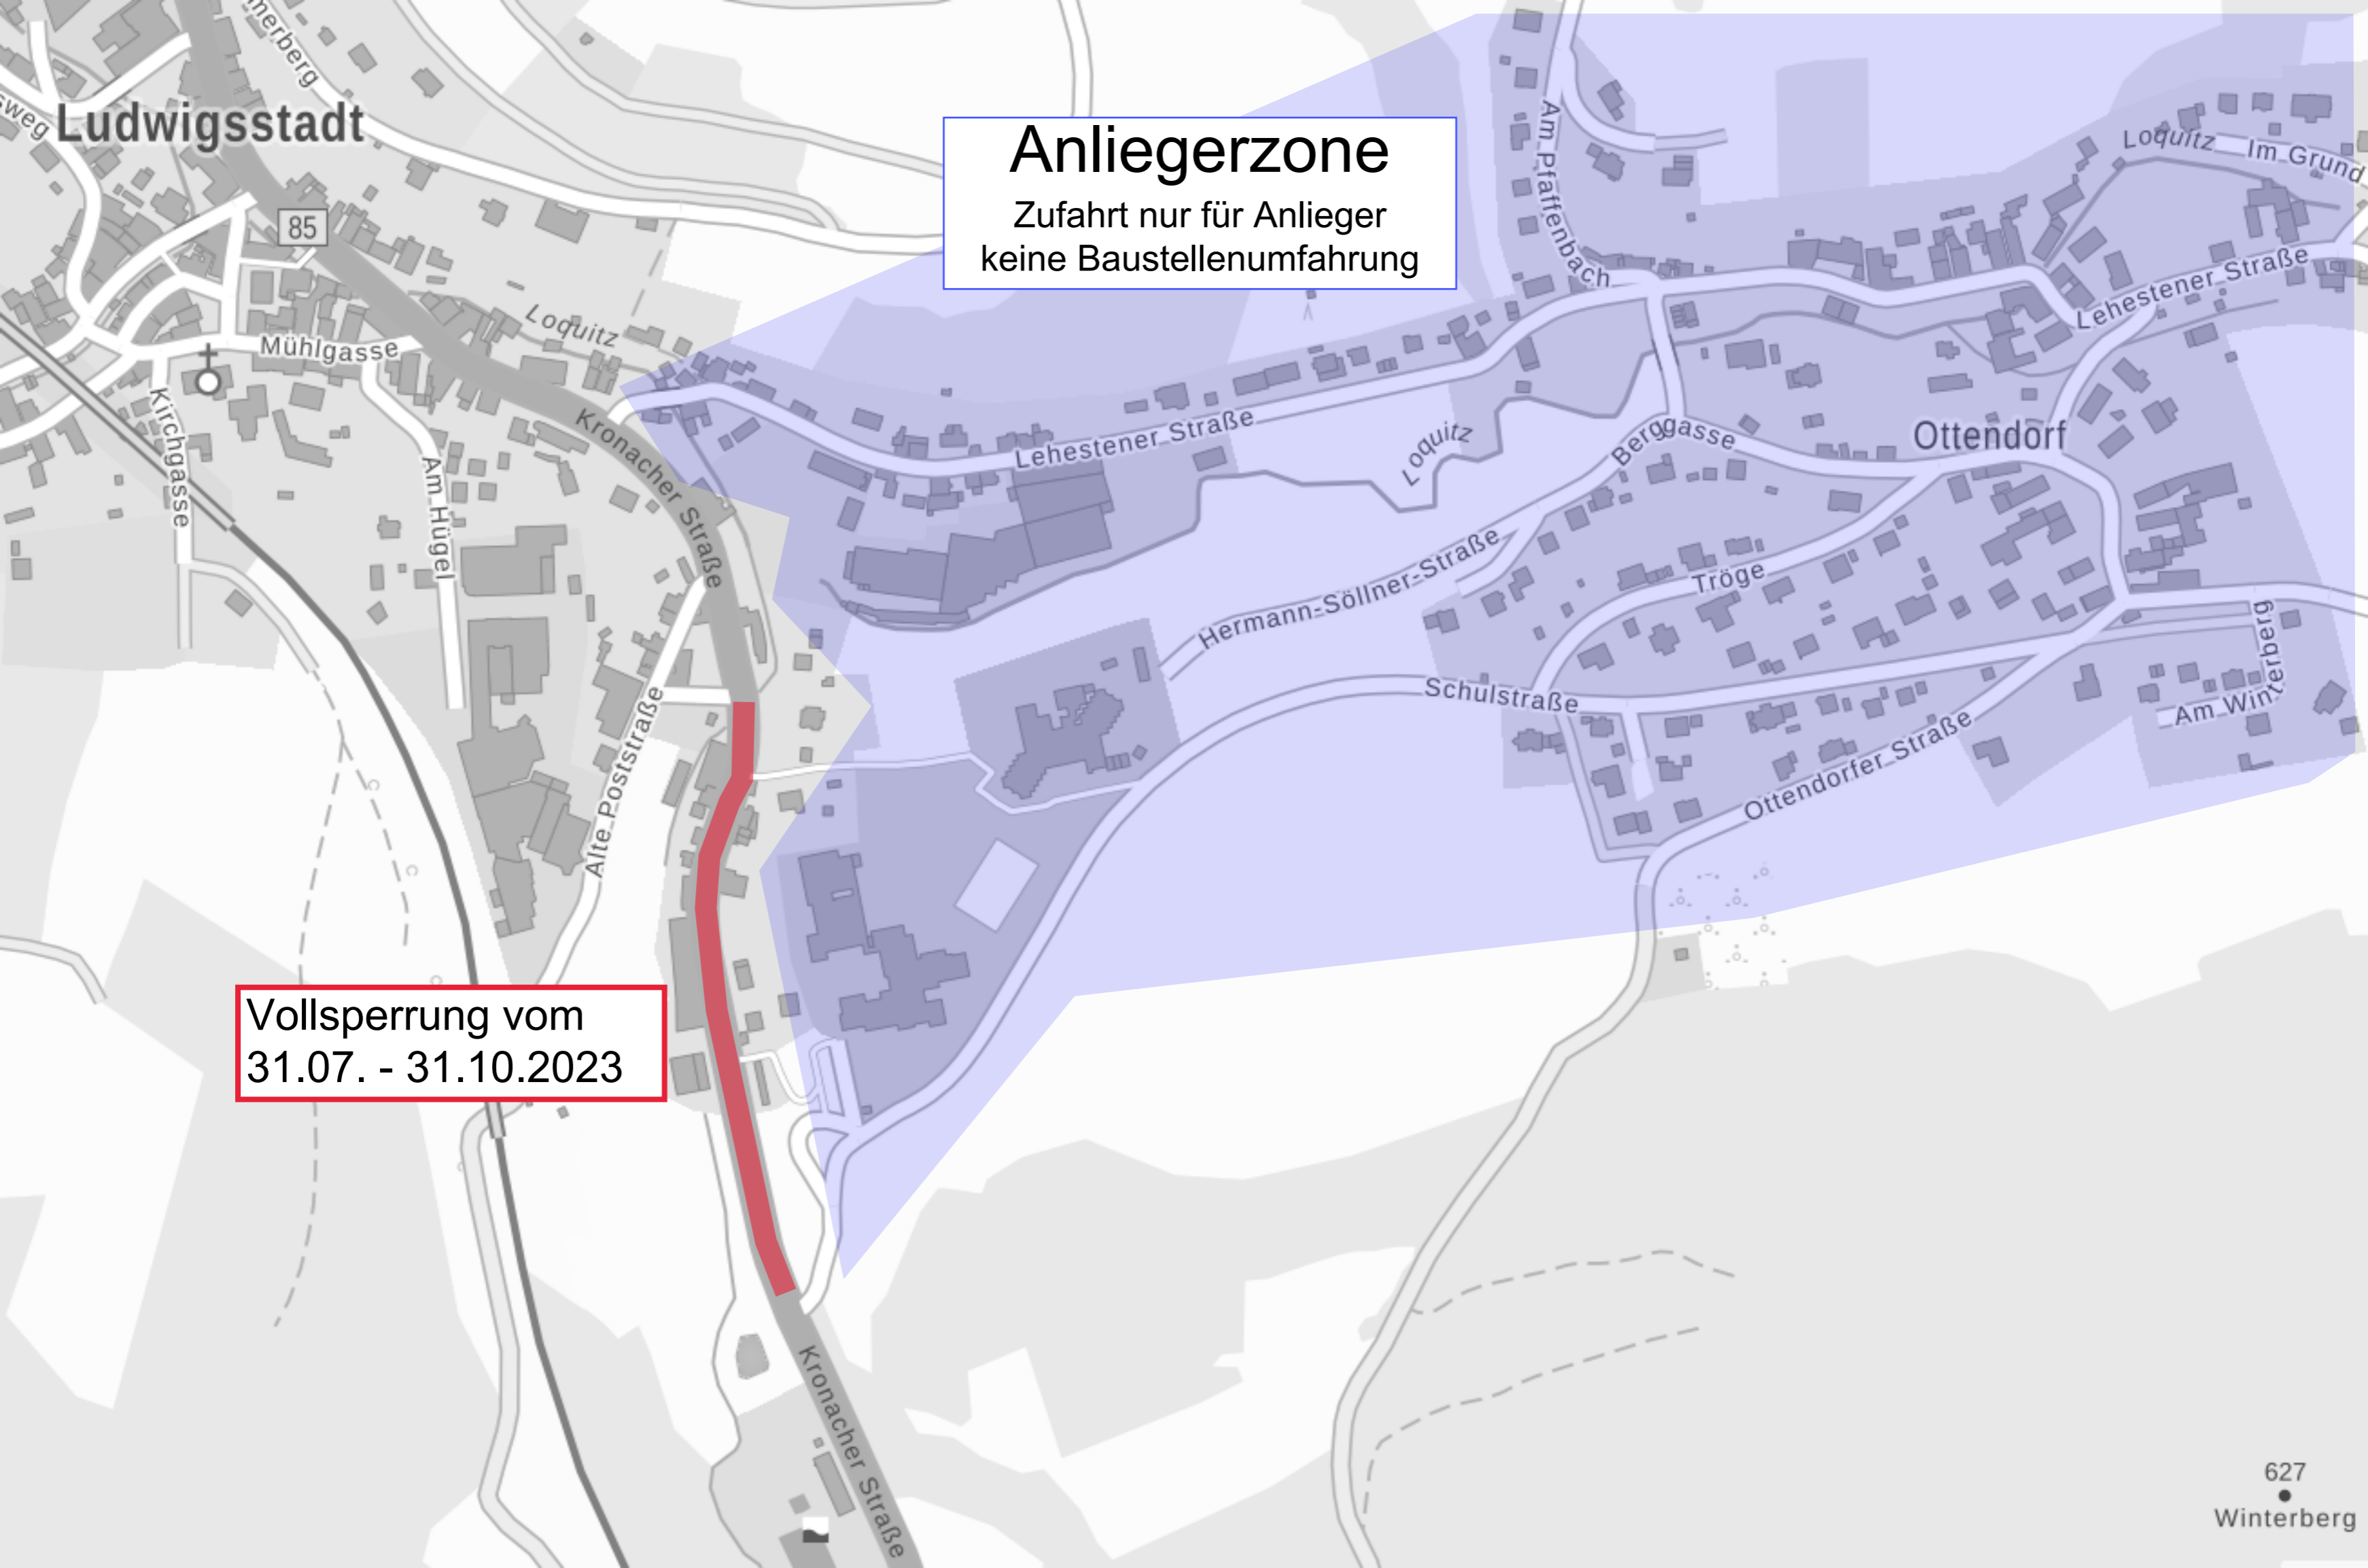 merberg
sweg
Ludwigsstadt
85
Loquitz
Mühlgasse
Kirchgasse
Am Hügel
Kronacher Straße
Alte Poststraße
Anliegerzone
Zufahrt nur für Anlieger
keine Baustellenumfahrung
Am Pfaffenbach
Loquitz
Im Grund
Lehestener Straße
Lehestener Straße
Loquitz
Berggasse
Ottendorf
Hermann-Söllner-Straße
Tröge
Schulstraße
Am Winterberg
Ottendorfer Straße
Vollsperrung vom
31.07. - 31.10.2023
Kronacher Straße
627
Winterberg